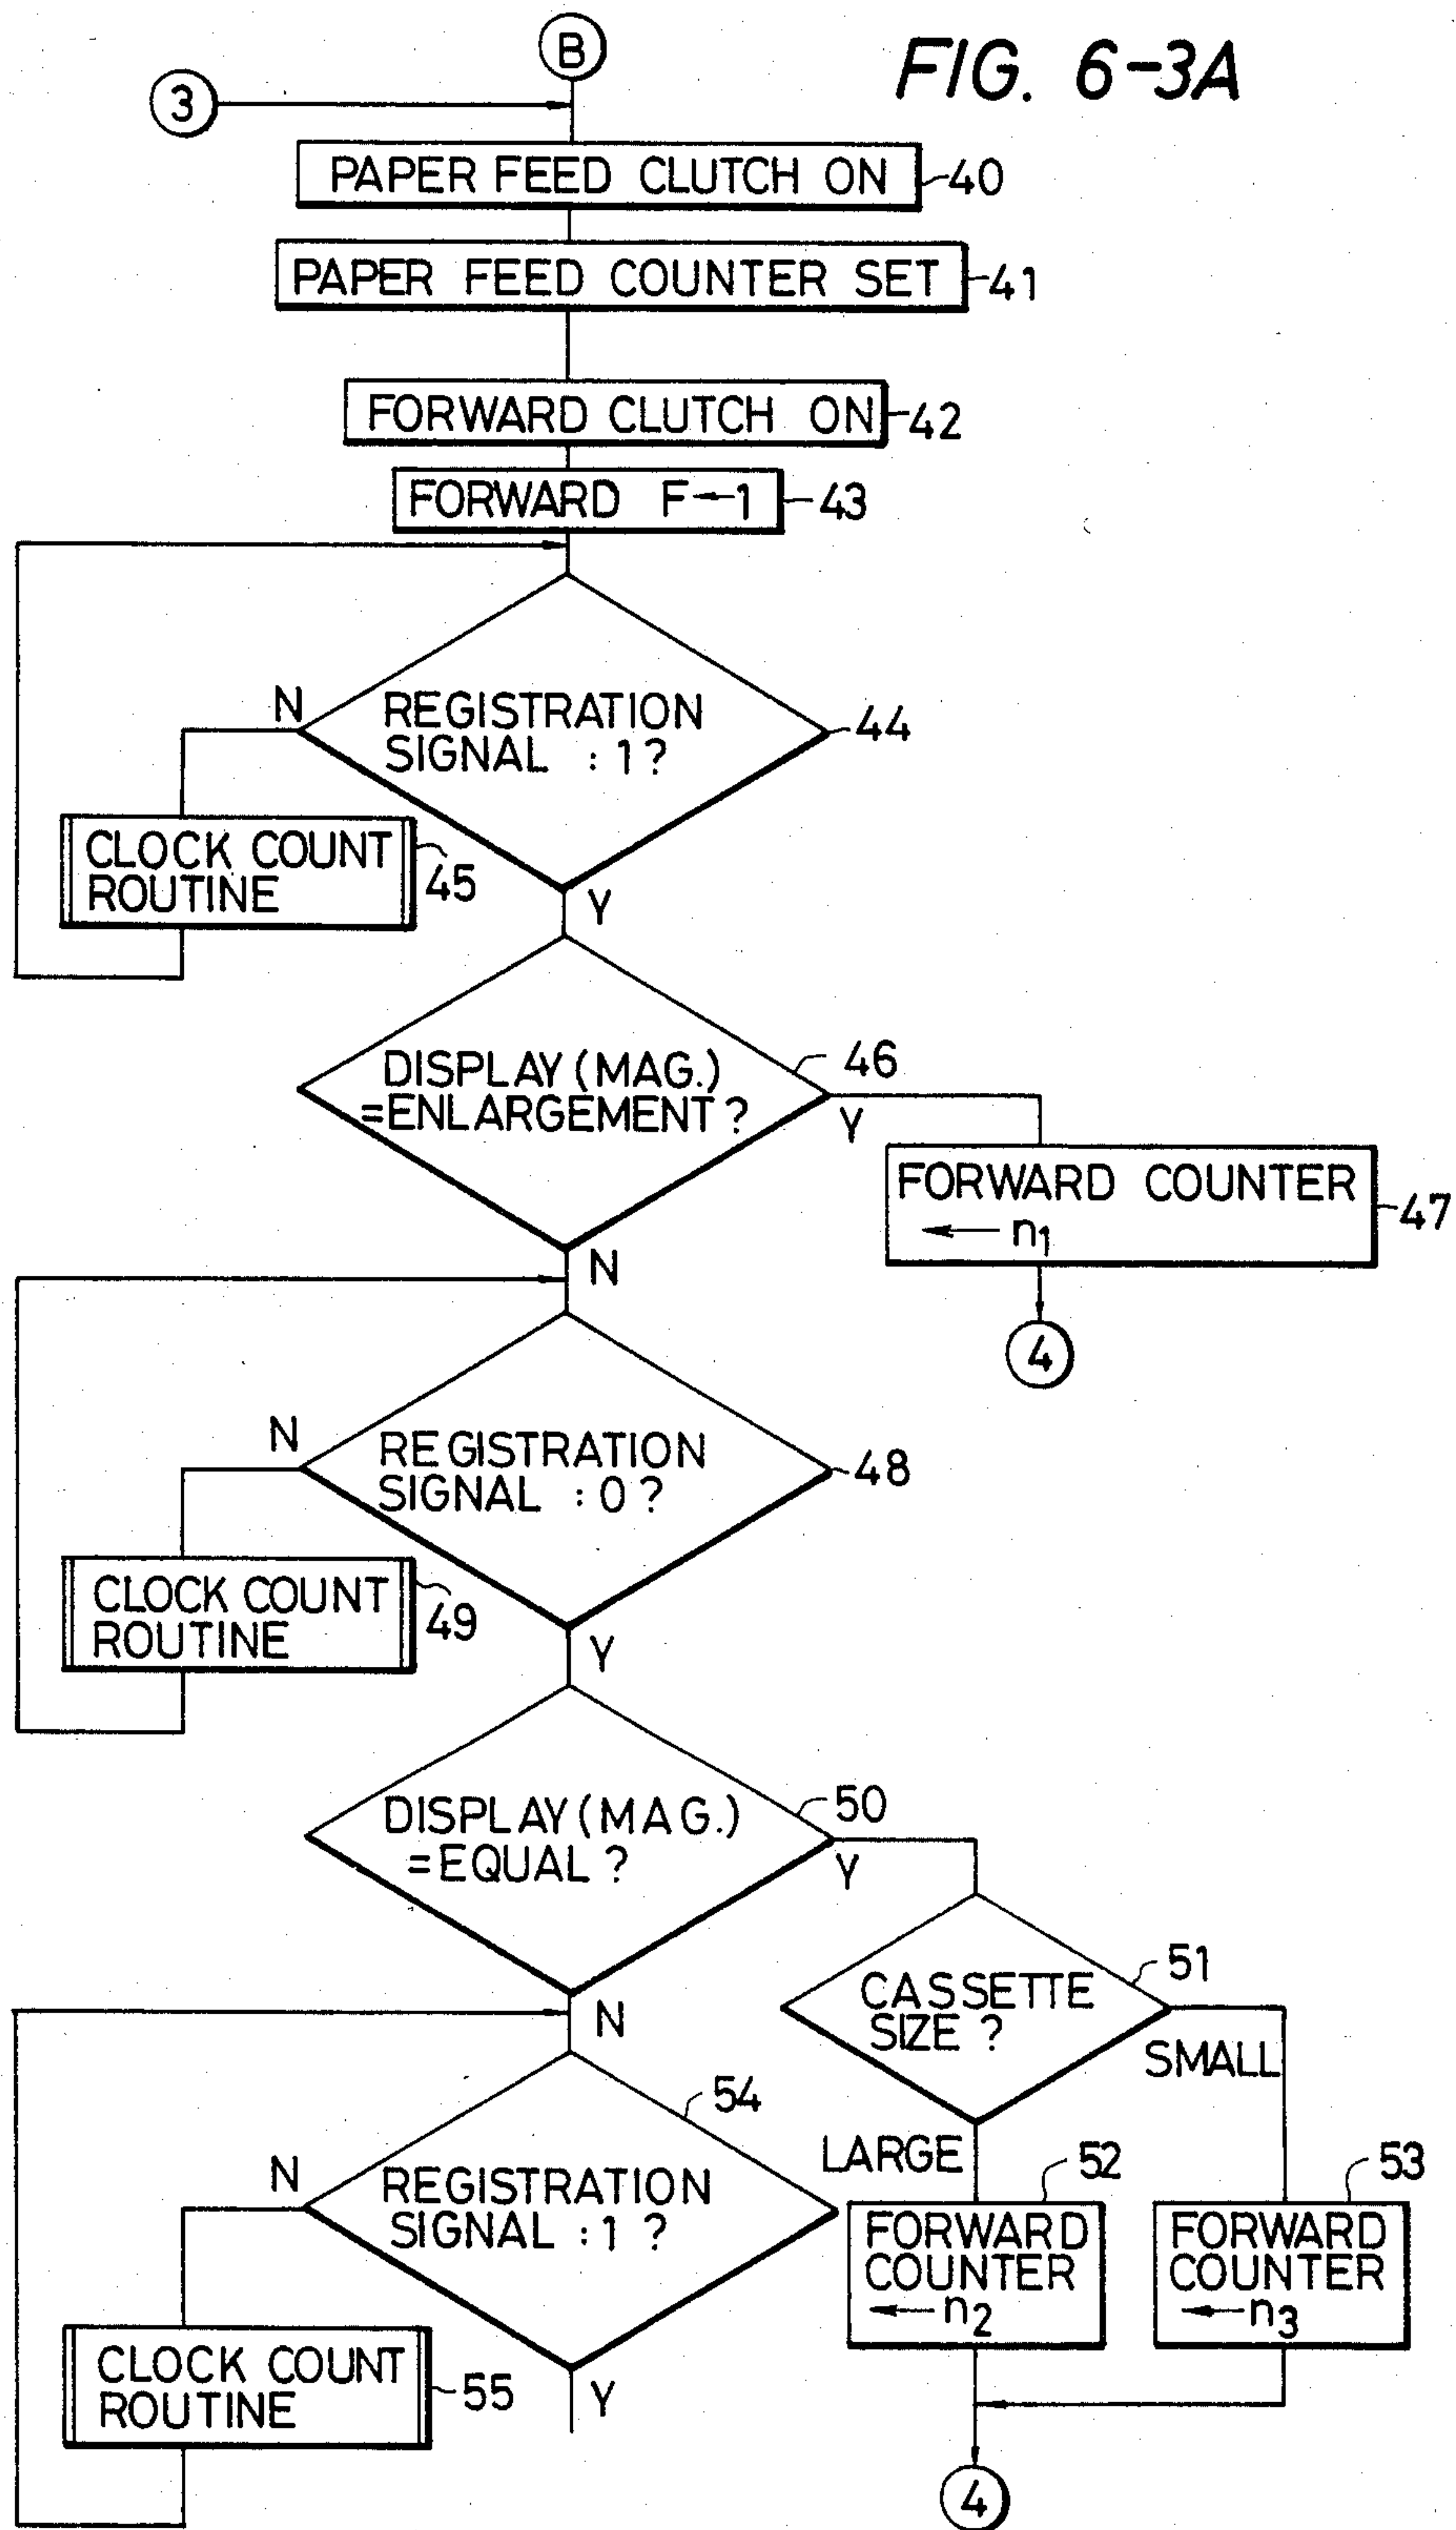 B
FIG. 6-3A
3
PAPER FEED CLUTCH ON
40
PAPER FEED COUNTER SET
41
FORWARD CLUTCH ON
42
FORWARD F←1
43
N
REGISTRATION
SIGNAL : 1 ?
44
CLOCK COUNT
ROUTINE
45
Y
DISPLAY (MAG.)
=ENLARGEMENT ?
46
Y
FORWARD COUNTER
← n1
47
N
4
N
REGISTRATION
SIGNAL : 0 ?
48
CLOCK COUNT
ROUTINE
49
Y
DISPLAY (MAG.)
=EQUAL ?
50
Y
N
CASSETTE
SIZE ?
51
SMALL
LARGE
54
N
REGISTRATION
SIGNAL : 1 ?
52
53
FORWARD
COUNTER
← n2
FORWARD
COUNTER
← n3
CLOCK COUNT
ROUTINE
55
Y
4